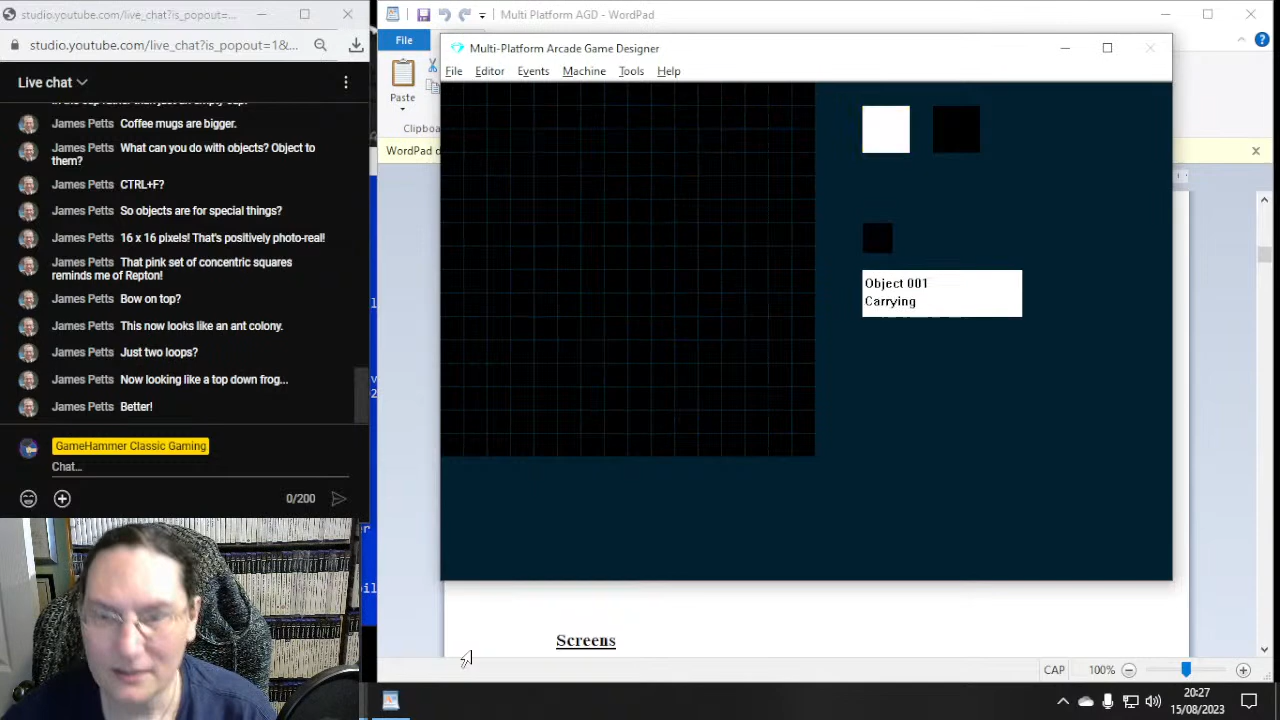 studio.youtube.com/live_chat?is_popout=...
studio.youtube.com/live_chat?is_popout=1&...
Live chat
James Petts Coffee mugs are bigger.
James Petts What can you do with objects? Object to
them?
James Petts CTRL+F?
James Petts So objects are for special things?
James Petts 16 x 16 pixels! That's positively photo-real!
James Petts That pink set of concentric squares
reminds me of Repton!
James Petts Bow on top?
James Petts This now looks like an ant colony.
James Petts Just two loops?
James Petts Now looking like a top down frog...
James Petts Better!
GameHammer Classic Gaming
Chat...
0/200
Multi Platform AGD - WordPad
File
Paste
Clipboa
WordPad d
Multi-Platform Arcade Game Designer
File Editor Events Machine Tools Help
Object 001
Carrying
Screens
CAP 100%
20:27
15/08/2023